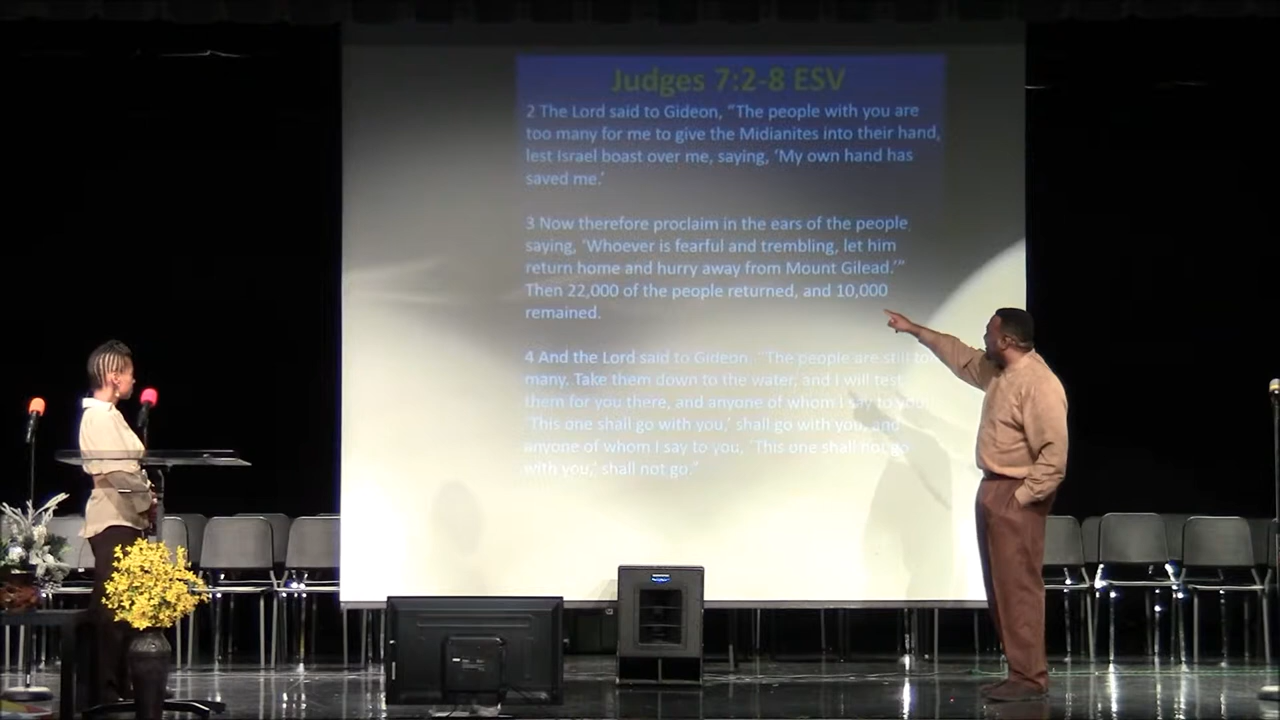 Judges 7:2-8 ESV
2 The Lord said to Gideon, “The people with you are
too many for me to give the Midianites into their hand,
lest Israel boast over me, saying, ‘My own hand has
saved me.’
3 Now therefore proclaim in the ears of the people
saying, ‘Whoever is fearful and trembling, let him
return home and hurry away from Mount Gilead.’”
Then 22,000 of the people returned, and 10,000
remained.
4 And the Lord said to Gideon, “The people are still too
many. Take them down to the water, and I will test
them for you there, and anyone of whom I say to you,
‘This one shall go with you,’ shall go with you, and
anyone of whom I say to you, ‘This one shall not go
with you,’ shall not go.”